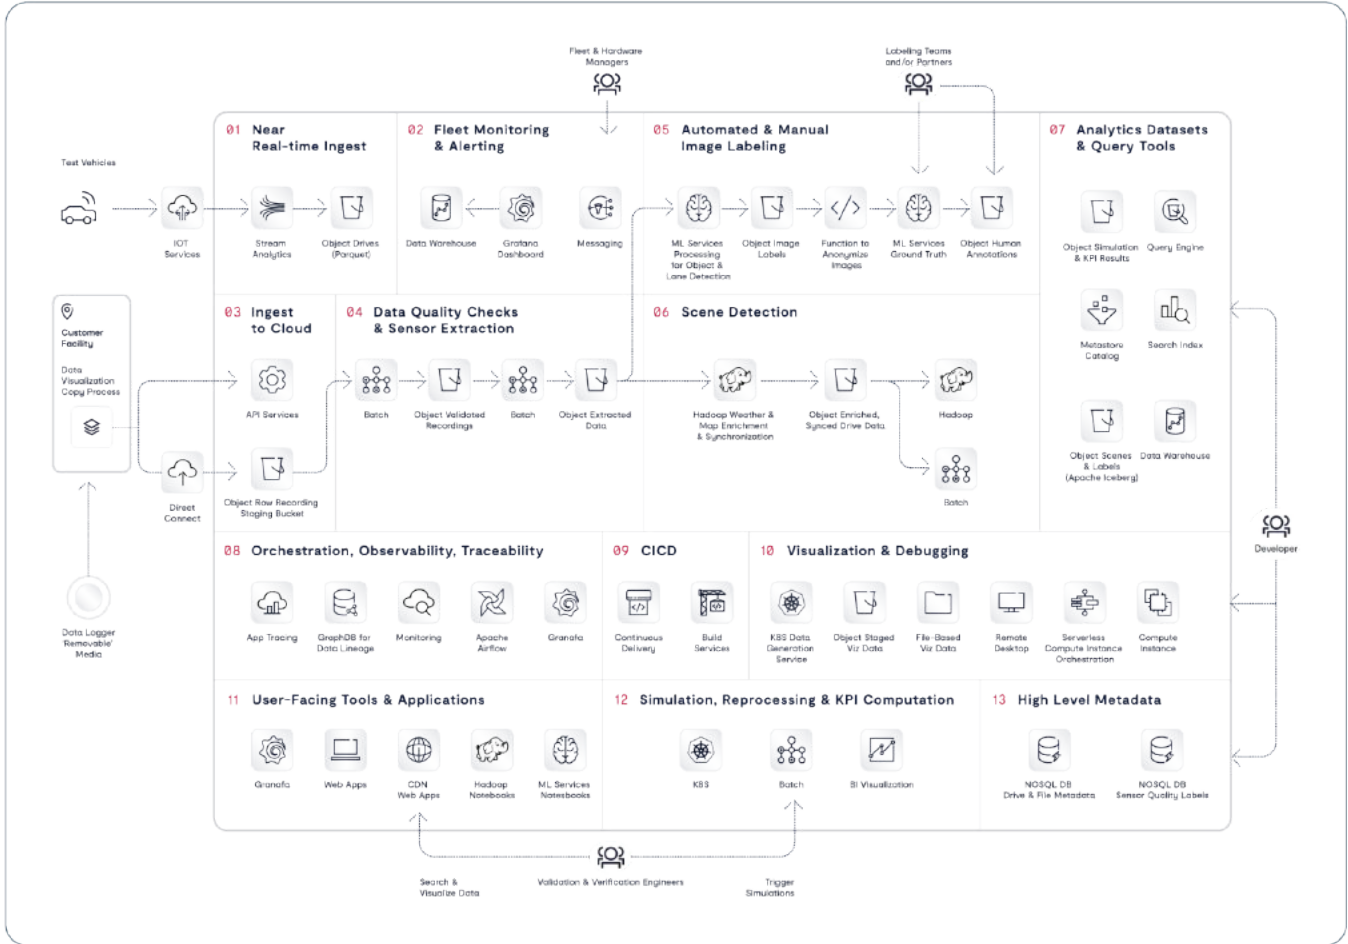 Fleet & Hardware
Managers
Labeling Teams
and/or Partners
Test Vehicles
IOT
Services
01 Near
Real-time Ingest
Stream
Analytics
Object Drives
(Parquet)
02 Fleet Monitoring
& Alerting
Data Warehouse
Grafana
Dashboard
Messaging
05 Automated & Manual
Image Labeling
ML Services
Processing
for Object &
Lane Detection
Object Image
Labels
Function to
Anonymize
Images
ML Services
Ground Truth
Object Human
Annotations
07 Analytics Datasets
& Query Tools
Object Simulation
& KPI Results
Query Engine
Metastore
Catalog
Search Index
Object Scenes
& Labels
(Apache Iceberg)
Data Warehouse
Customer
Facility
Data
Visualization
Copy Process
Direct
Connect
Data Logger
'Removable'
Media
03 Ingest
to Cloud
API Services
Object Raw Recording
Staging Bucket
04 Data Quality Checks
& Sensor Extraction
Batch
Object Validated
Recordings
Batch
Object Extracted
Data
06 Scene Detection
Hadoop Weather &
Map Enrichment
& Synchronization
Object Enriched,
Synced Drive Data
Hadoop
Batch
Developer
08 Orchestration, Observability, Traceability
App Tracing
GraphDB for
Data Lineage
Monitoring
Apache
Airflow
Granafa
09 CICD
Continuous
Delivery
Build
Services
10 Visualization & Debugging
K8S Data
Generation
Service
Object Staged
Viz Data
File-Based
Viz Data
Remote
Desktop
Serverless
Compute Instance
Orchestration
Compute
Instance
11 User-Facing Tools & Applications
Granafa
Web Apps
CDN
Web Apps
Hadoop
Notebooks
ML Services
Notesbooks
12 Simulation, Reprocessing & KPI Computation
K8S
Batch
BI Visualization
13 High Level Metadata
NOSQL DB
Drive & File Metadata
NOSQL DB
Sensor Quality Labels
Search &
Visualize Data
Validation & Verification Engineers
Trigger
Simulations